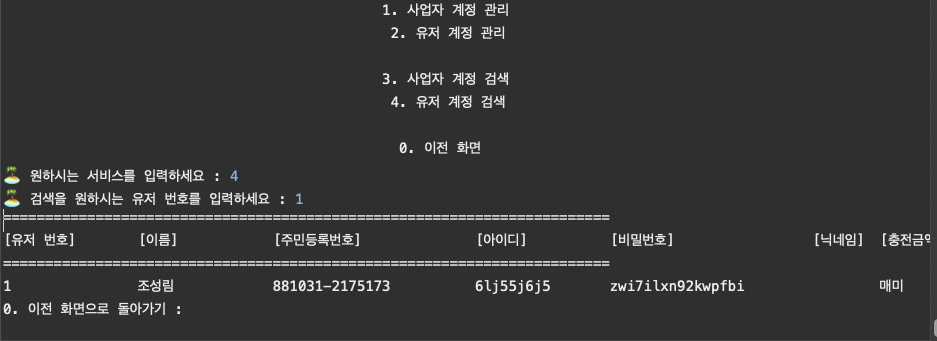 1. 사업자 계정 관리
2. 유저 계정 관리
3. 사업자 계정 검색
4. 유저 계정 검색
0. 이전 화면
원하시는 서비스를 입력하세요 : 4
검색을 원하시는 유저 번호를 입력하세요 : 1
========================================================================
[유저 번호] [이름] [주민등록번호] [아이디] [비밀번호] [닉네임] [충전금액
========================================================================
1 조성림 881031-2175173 6lj55j6j5 zwi7ilxn92kwpfbi 매미
0. 이전 화면으로 돌아가기 :